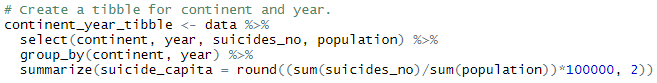 # Create a tibble for continent and year.
continent_year_tibble <- data %>%
  select(continent, year, suicides_no, population) %>%
  group_by(continent, year) %>%
  summarize(suicide_capita = round((sum(suicides_no)/sum(population))*100000, 2))